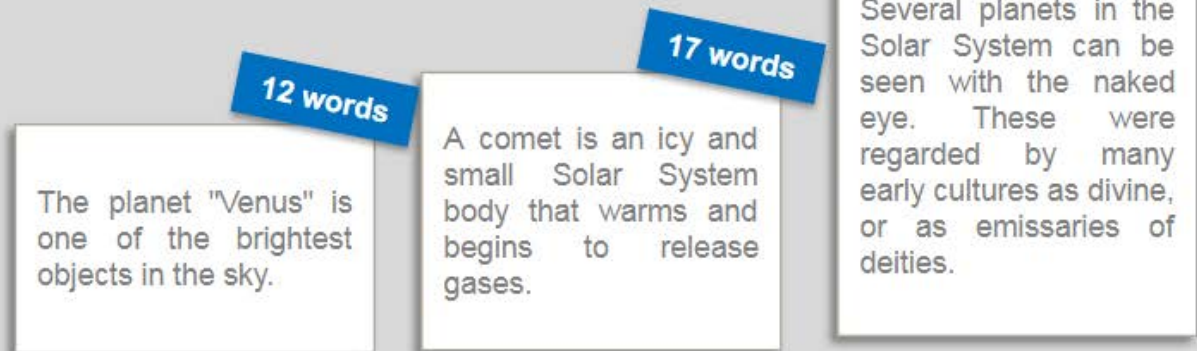 12 words
The planet "Venus" is
one of the brightest
objects in the sky.
17 words
A comet is an icy and
small Solar System
body that warms and
begins to release
gases.
Several planets in the
Solar System can be
seen with the naked
eye. These were
regarded by many
early cultures as divine,
or as emissaries of
deities.